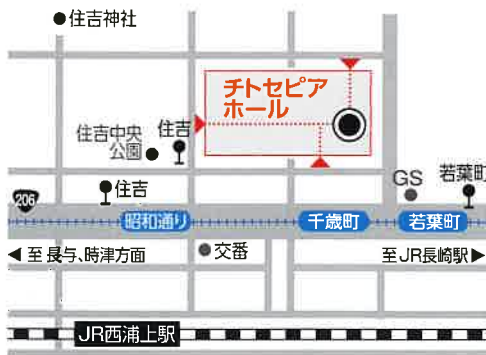 住吉神社
チトセピア
ホール
住吉中央
公園
住吉
住吉
GS
若葉町
206
昭和通り
千歳町
若葉町
至 長与、時津方面
交番
至JR長崎駅
JR西浦上駅